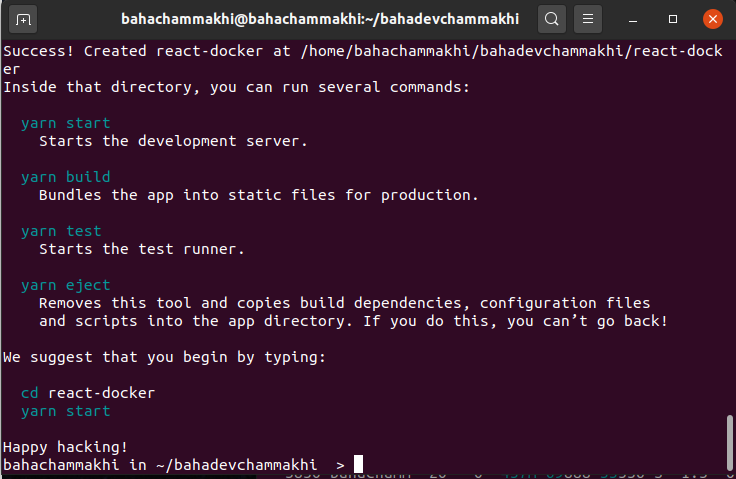 bahachammakhi@bahachammakhi:~/bahadevchammakhi
Success! Created react-docker at /home/bahachammakhi/bahadevchammakhi/react-dock
er
Inside that directory, you can run several commands:
yarn start
Starts the development server.
yarn build
Bundles the app into static files for production.
yarn test
Starts the test runner.
yarn eject
Removes this tool and copies build dependencies, configuration files
and scripts into the app directory. If you do this, you can’t go back!
We suggest that you begin by typing:
cd react-docker
yarn start
Happy hacking!
bahachammakhi in ~/bahadevchammakhi >